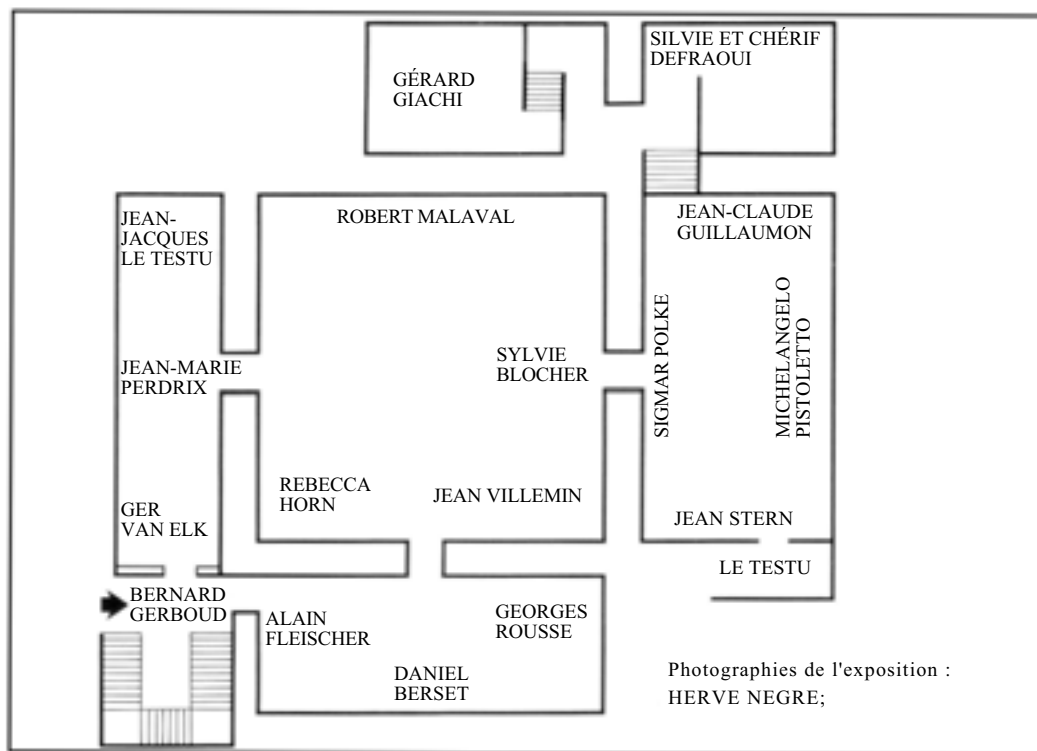 SILVIE ET CHÉRIF
DEFRAOUI
GÉRARD
GIACHI
JEAN-
JACQUES
LE TESTU
ROBERT MALAVAL
JEAN-CLAUDE
GUILLAUMON
JEAN-MARIE
PERDRIX
SYLVIE
BLOCHER
SIGMAR POLKE
MICHELANGELO
PISTOLETTO
GER
VAN ELK
REBECCA
HORN
JEAN VILLEMIN
JEAN STERN
LE TESTU
BERNARD
GERBOUD
ALAIN
FLEISCHER
GEORGES
ROUSSE
DANIEL
BERSET
Photographies de l'exposition :
HERVE NEGRE;